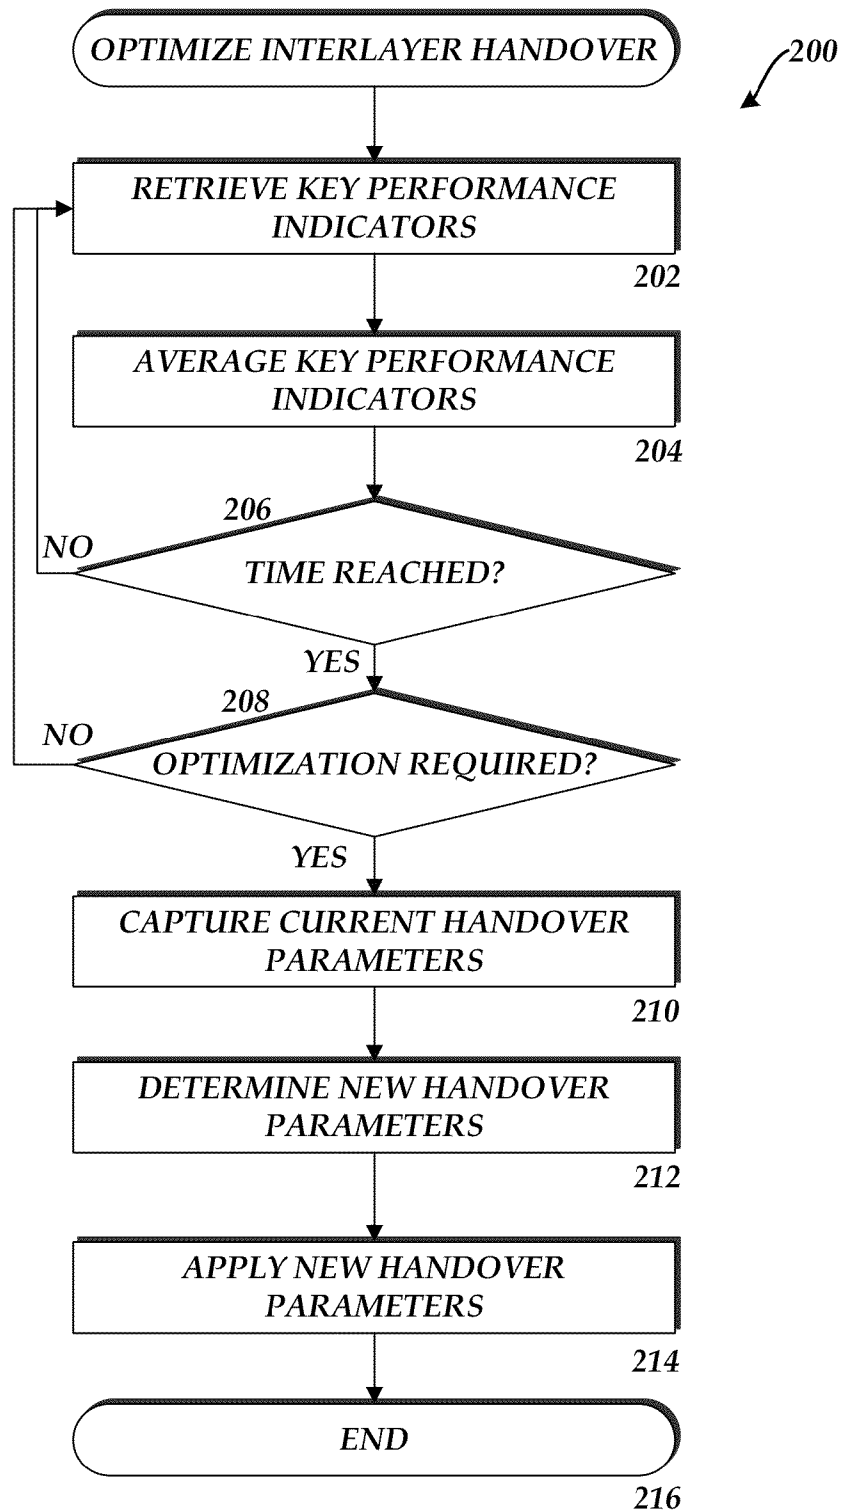 OPTIMIZE INTERLAYER HANDOVER
200
RETRIEVE KEY PERFORMANCE
INDICATORS
202
AVERAGE KEY PERFORMANCE
INDICATORS
204
206
NO
TIME REACHED?
YES
208
NO
OPTIMIZATION REQUIRED?
YES
CAPTURE CURRENT HANDOVER
PARAMETERS
210
DETERMINE NEW HANDOVER
PARAMETERS
212
APPLY NEW HANDOVER
PARAMETERS
214
END
216